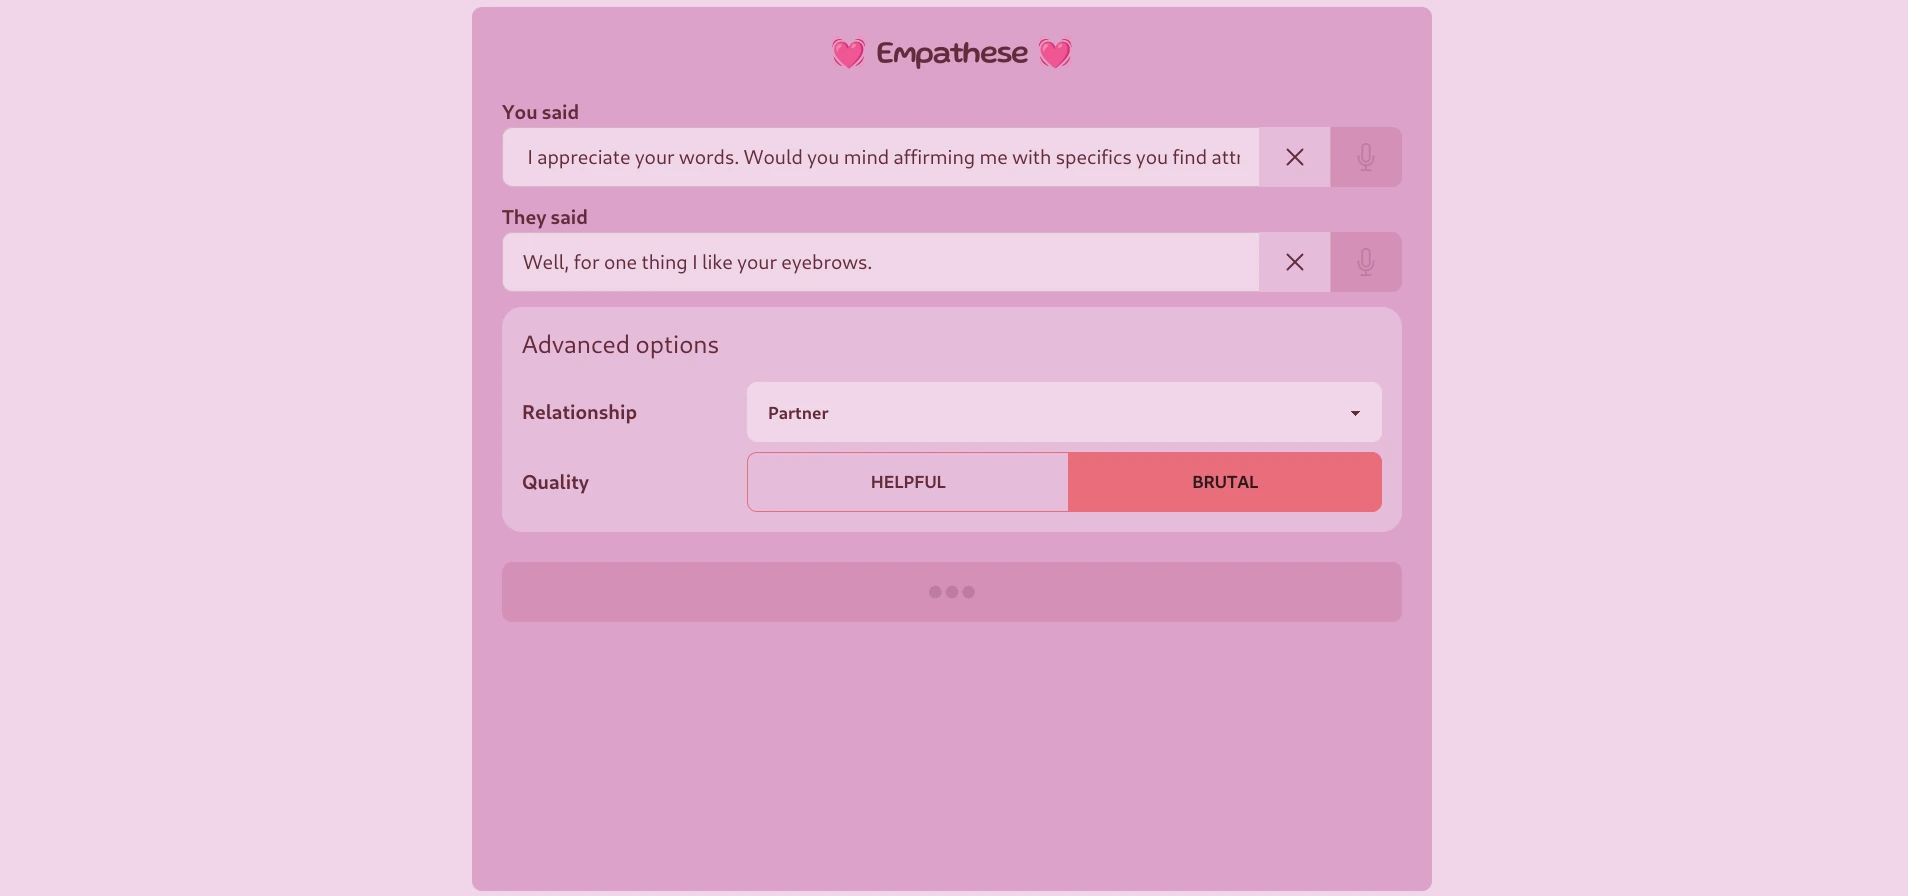 Empathese
You said
I appreciate your words. Would you mind affirming me with specifics you find
They said
Well, for one thing I like your eyebrows.
Advanced options
Relationship
Partner
Quality
HELPFUL
BRUTAL